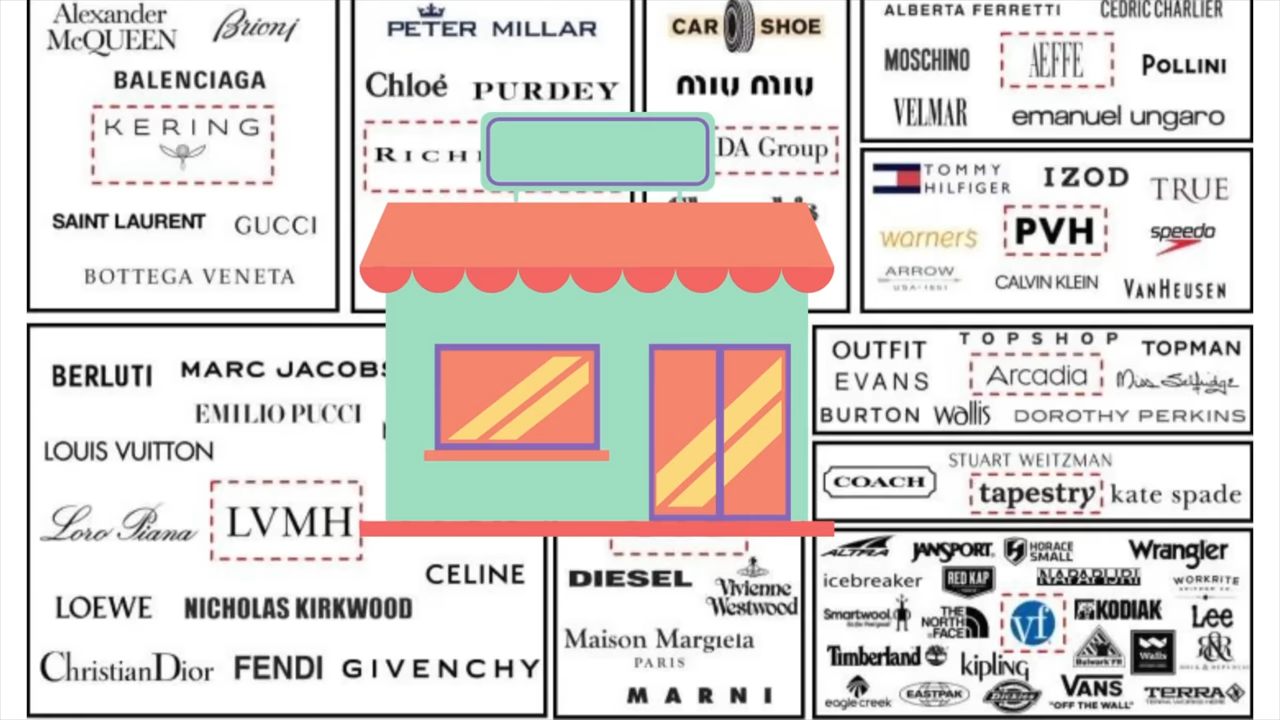 Alexander
McQUEEN
Brioni
BALENCIAGA
KERING
SAINT LAURENT
GUCCI
BOTTEGA VENETA
PETER MILLAR
Chloé
PURDEY
CAR SHOE
MIU MIU
DA Group
ALBERTA FERRETTI
CEDRIC CHARLIER
MOSCHINO
AEFFE
POLLINI
VELMAR
emanuel ungaro
TOMMY
HILFIGER
IZOD
TRUE
warner's
PVH
speedo
ARROW
USA-1851
CALVIN KLEIN
VANHEUSEN
BERLUTI
MARC JACOBS
EMILIO PUCCI
LOUIS VUITTON
Loro Piana
LVMH
CELINE
LOEWE
NICHOLAS KIRKWOOD
ChristianDior
FENDI
GIVENCHY
DIESEL
Vivienne
Westwood
Maison Margiela
PARIS
MARNI
OUTFIT
TOPSHOP
TOPMAN
EVANS
Arcadia
Miss Selfridge
BURTON
wallis
DOROTHY PERKINS
STUART WEITZMAN
COACH
tapestry
kate spade
ALTRA
JANSPORT
HORACE
SMALL
Wrangler
icebreaker
RED KAP
NAPAPIJRI
WORKRITE
Smartwool
THE
NORTH
FACE
vf
KODIAK
Lee
Timberland
kipling
Bulwark FR
Walls
eagle creek
EASTPAK
Dickies
VANS
"OFF THE WALL"
TERRA